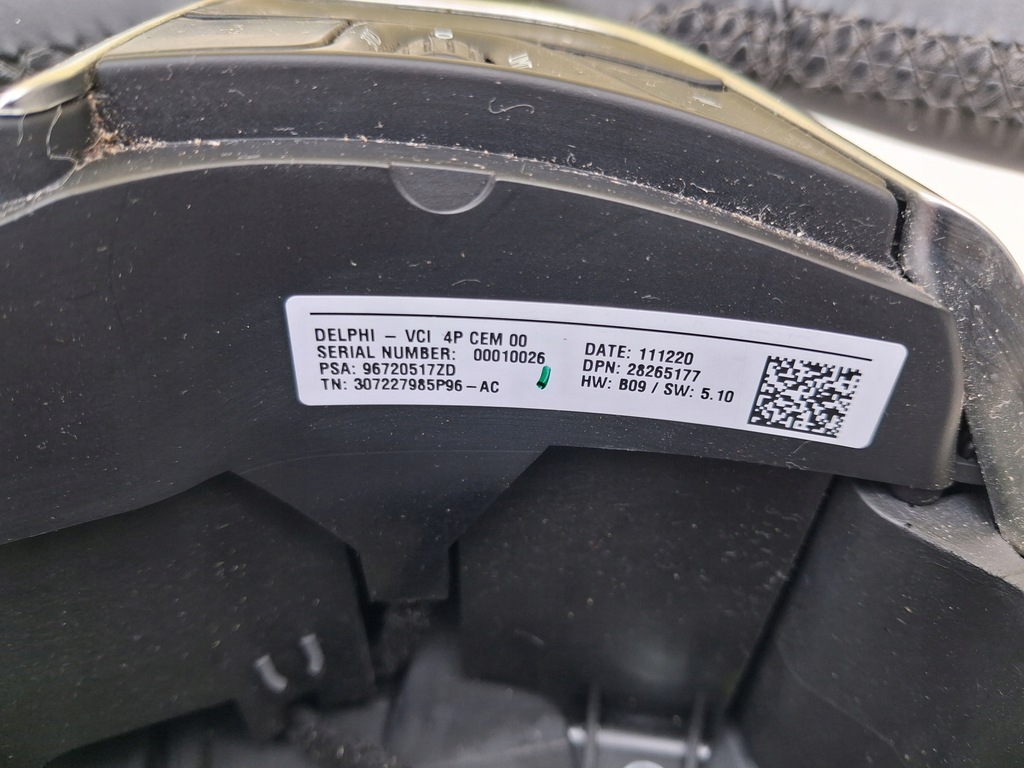 DELPHI - VCI 4P CEM 00
SERIAL NUMBER: 00010026
PSA: 96720517ZD
TN: 307227985P96-AC
DATE: 111220
DPN: 28265177
HW: B09 / SW: 5.10